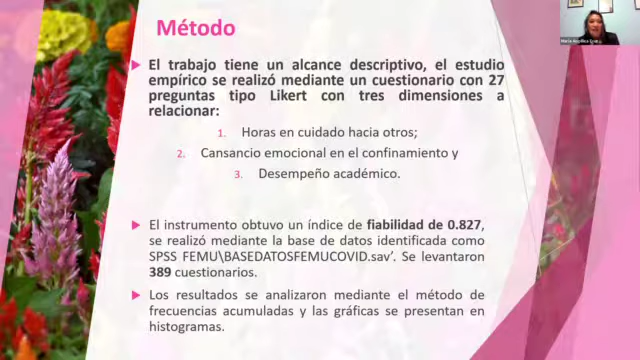 Método
El trabajo tiene un alcance descriptivo, el estudio
empírico se realizó mediante un cuestionario con 27
preguntas tipo Likert con tres dimensiones a
relacionar:
1. Horas en cuidado hacia otros;
2. Cansancio emocional en el confinamiento y
3. Desempeño académico.
El instrumento obtuvo un índice de fiabilidad de 0.827,
se realizó mediante la base de datos identificada como
SPSS FEMU\BASEDATOSFEMUCOVID.sav’. Se levantaron
389 cuestionarios.
Los resultados se analizaron mediante el método de
frecuencias acumuladas y las gráficas se presentan en
histogramas.